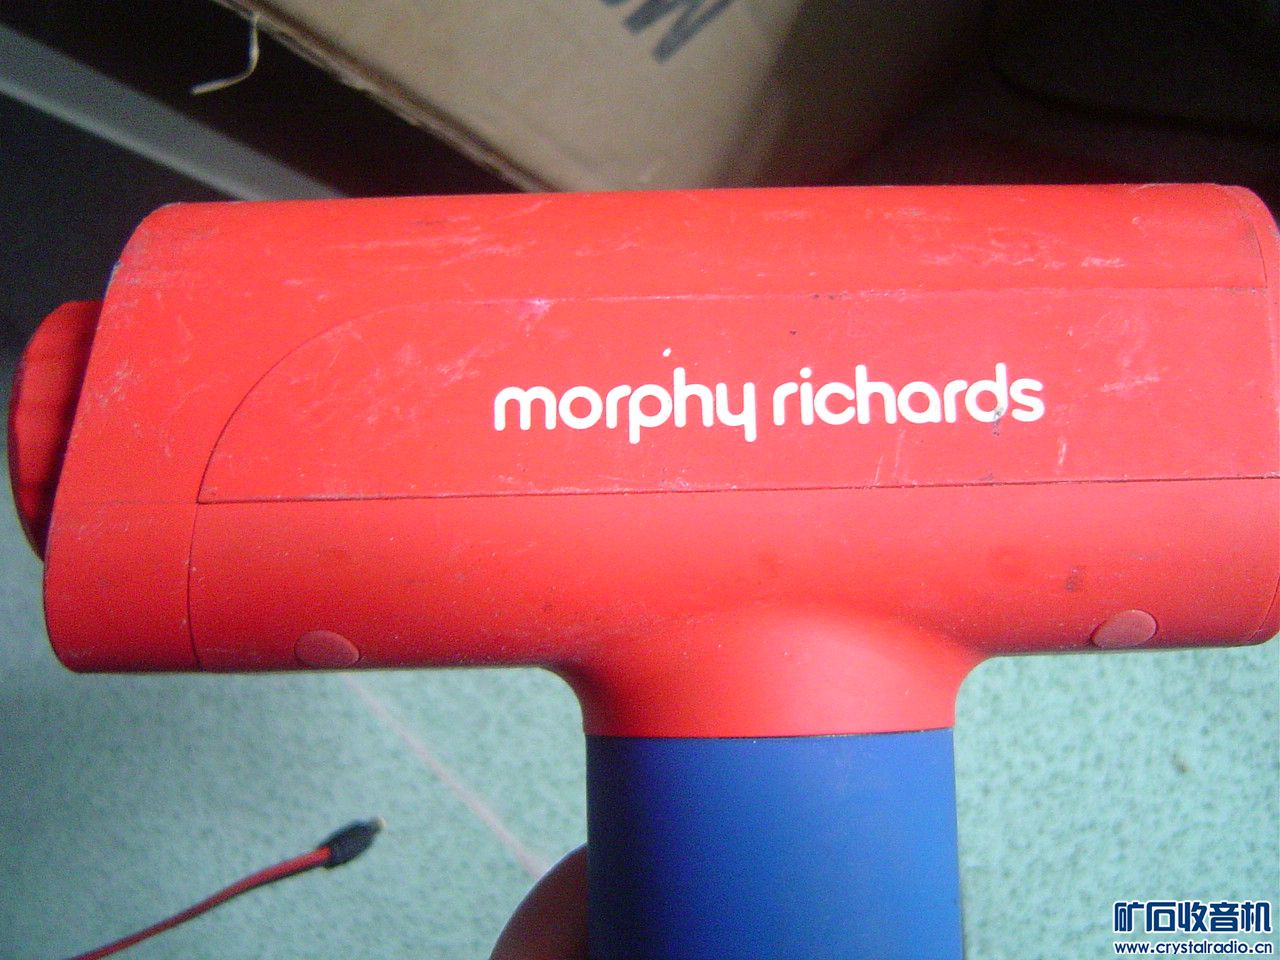 morphy richards
矿石收音机
www.crystalradio.cn